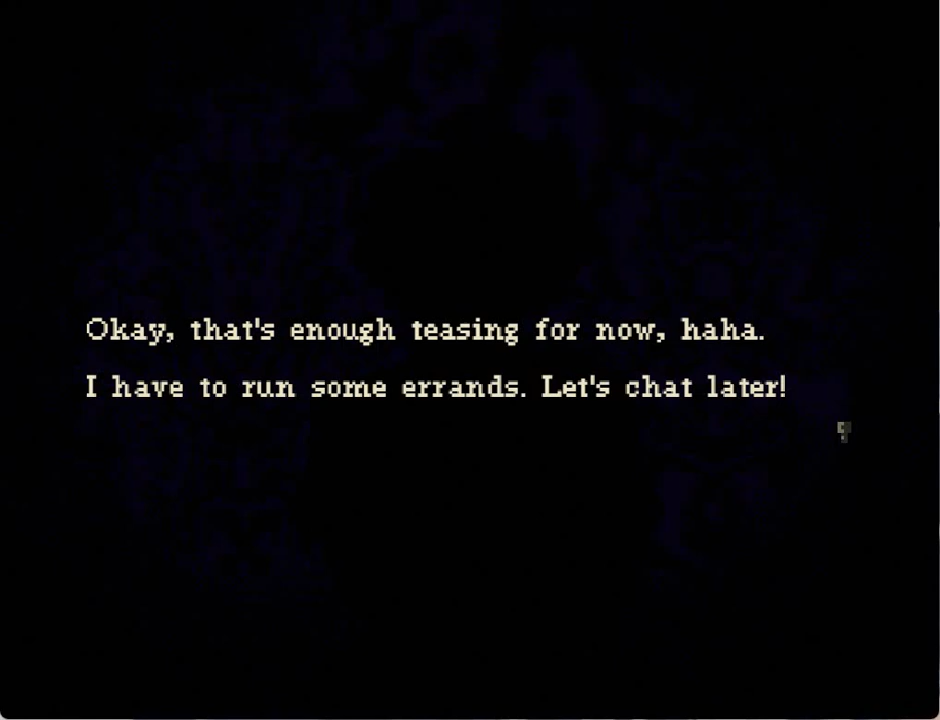 Okay, that's enough teasing for now, haha.
I have to run some errands. Let's chat later!